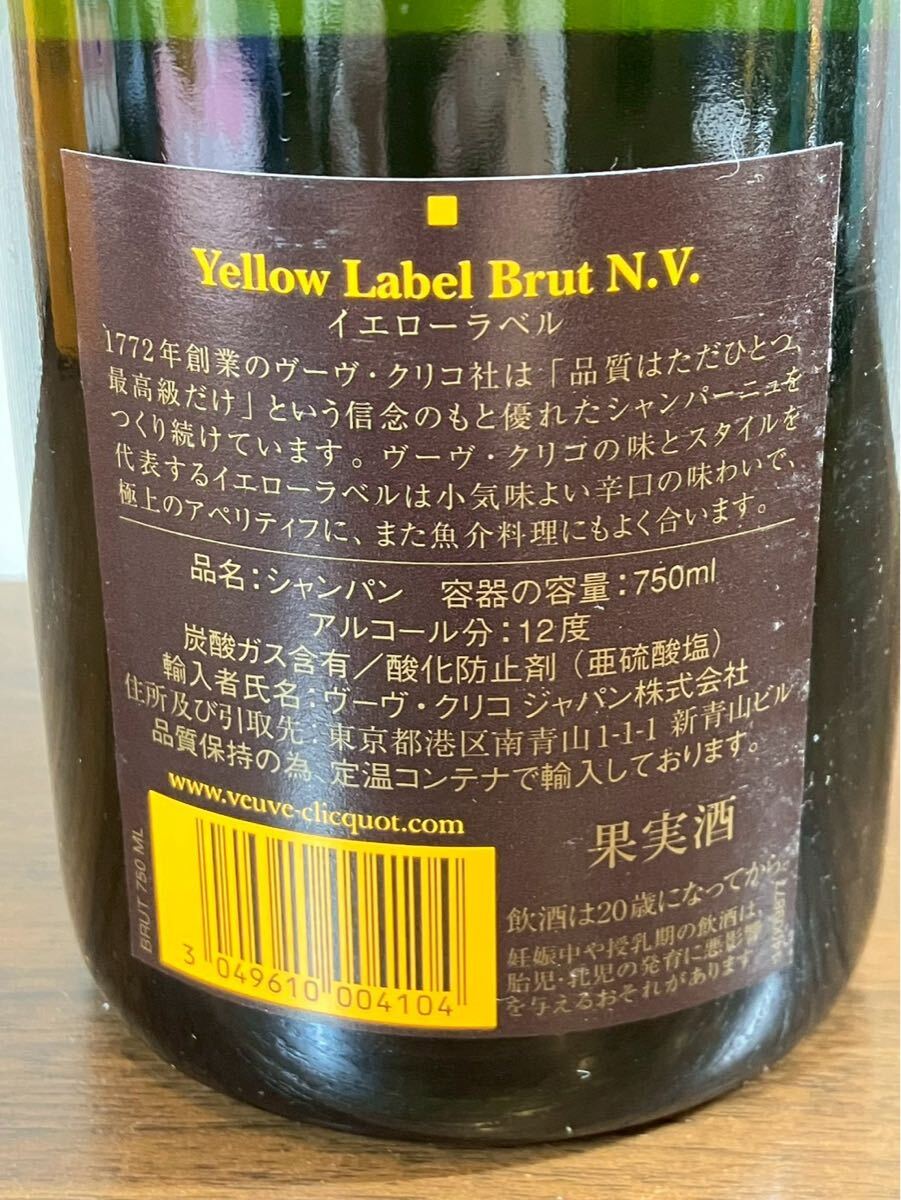 Yellow Label Brut N.V.
イエローラベル
1772年創業のヴーヴ・クリコ社は「品質はただひとつ、
最高級だけ」という信念のもと優れたシャンパーニュを
つくり続けています。ヴーヴ・クリゴの味とスタイルを
代表するイエローラベルは小気味よい辛口の味わいで、
極上のアペリティフに、また魚介料理にもよく合います。
品名：シャンパン 容器の容量：750ml
アルコール分：12度
炭酸ガス含有／酸化防止剤（亜硫酸塩）
輸入者氏名：ヴーヴ・クリコ ジャパン株式会社
住所及び引取先：東京都港区南青山1-1-1 新青山ビル
品質保持の為 定温コンテナで輸入しております。
www.veuve-clicquot.com
BRUT 750 ML
3 049610 004104
果実酒
飲酒は20歳になってから。
妊娠中や授乳期の飲酒は、
胎児・乳児の発育に悪影響
を与えるおそれがあります。